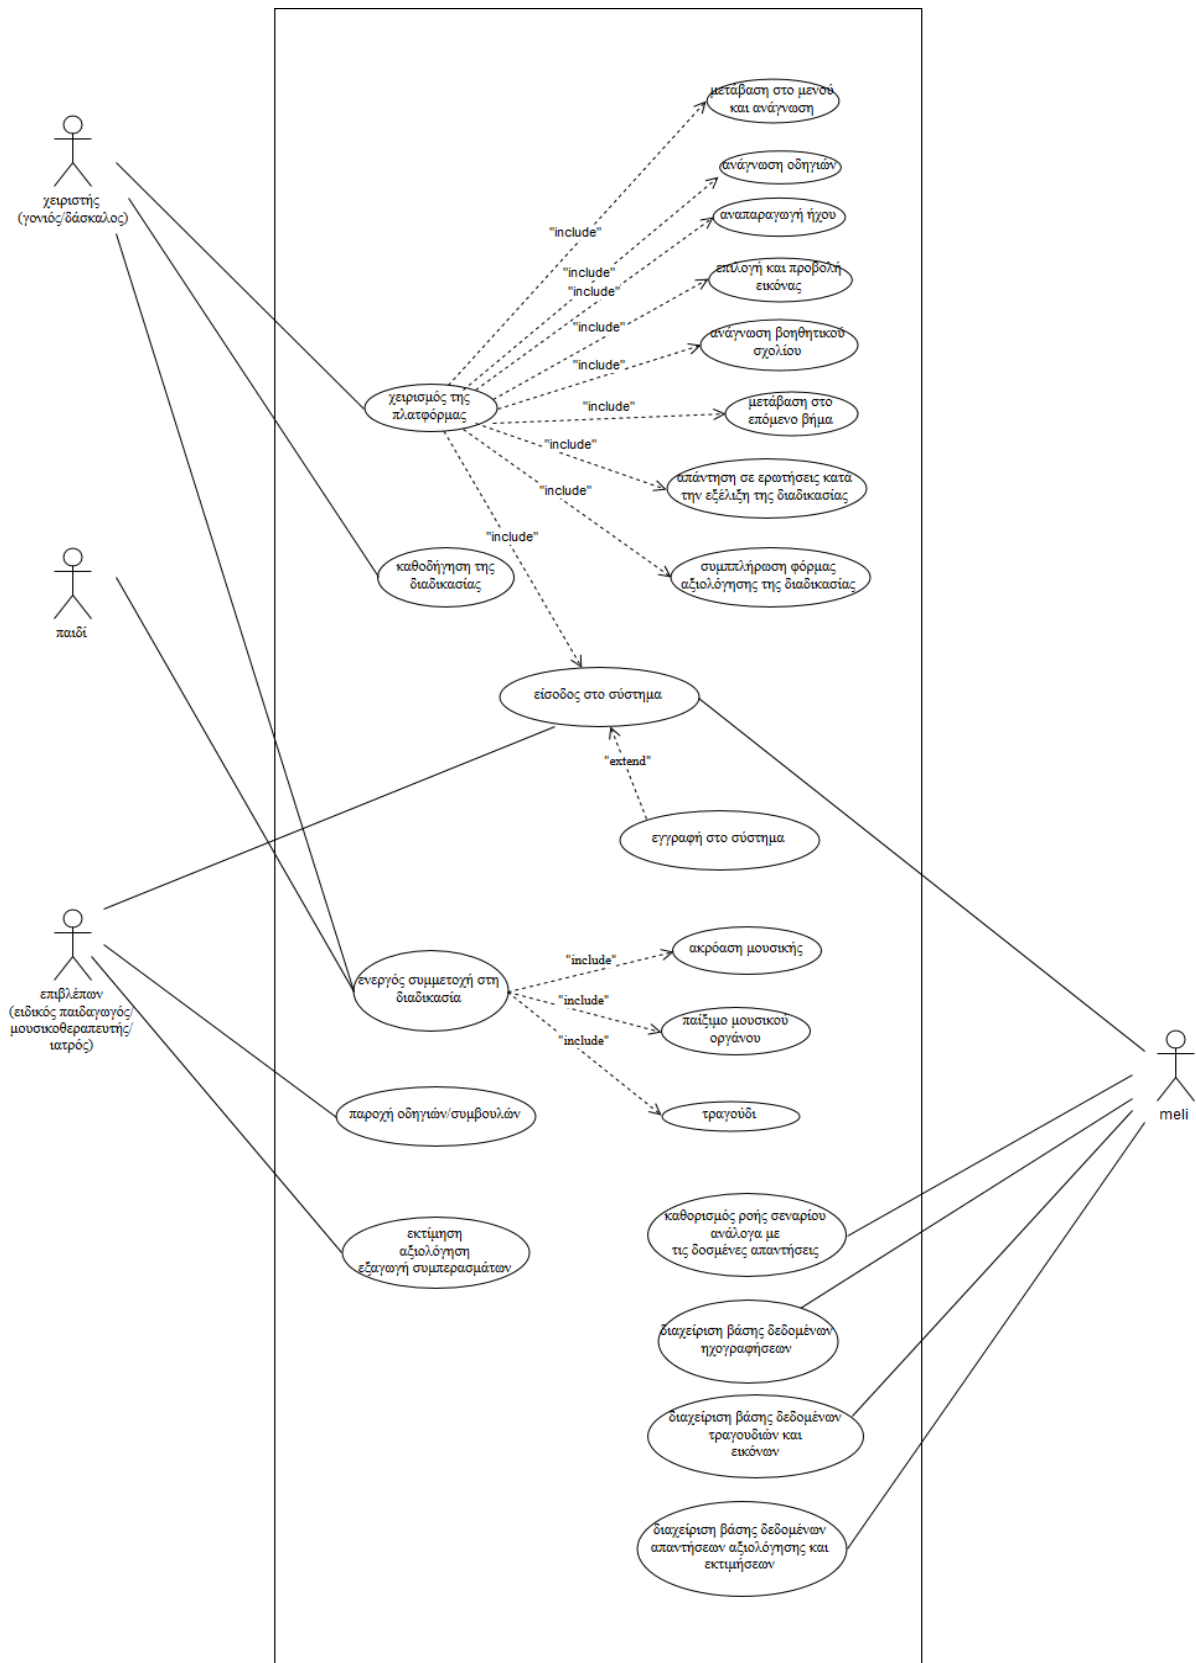 μετάβαση στο μενού
και ανάγνωση
ανάγνωση οδηγιών
αναπαραγωγή ήχου
επιλογή και προβολή
εικόνας
ανάγνωση βοηθητικού
σχολίου
μετάβαση στο
επόμενο βήμα
απάντηση σε ερωτήσεις κατα
την εξέλιξη της διαδικασίας
συμππλήρωση φόρμας
αξιολόγησης της διαδικασίας
"include"
"include"
"include"
"include"
"include"
"include"
"include"
"include"
"include"
χειριστής
(γονιός/δάσκαλος)
χειρισμός της
πλατφόρμας
καθοδήγηση της
διαδικασίας
παιδί
είσοδος στο σύστημα
"extend"
εγγραφή στο σύστημα
επιβλέπων
(ειδικός παιδαγωγός/
μουσικοθεραπευτής/
ιατρός)
ενεργός συμμετοχή στη
διαδικασία
"include"
"include"
"include"
ακρόαση μουσικής
παίξιμο μουσικού
οργάνου
τραγούδι
παροχή οδηγιών/συμβουλών
εκτίμηση
αξιολόγηση
εξαγωγή συμπερασμάτων
meli
καθορισμός ροής σεναρίου
ανάλογα με
τις δοσμένες απαντήσεις
διαχείριση βάσης δεδομένων
ηχογραφήσεων
διαχείριση βάσης δεδομένων
τραγουδιών και
εικόνων
διαχείριση βάσης δεδομένων
απαντήσεων αξιολόγησης και
εκτιμήσεων